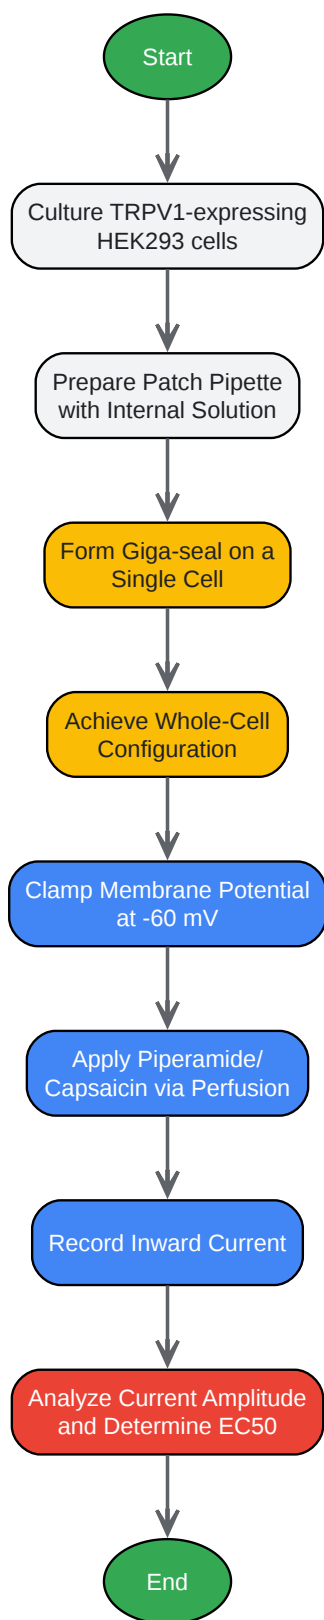 Start
Culture TRPV1-expressing
HEK293 cells
Prepare Patch Pipette
with Internal Solution
Form Giga-seal on a
Single Cell
Achieve Whole-Cell
Configuration
Clamp Membrane Potential
at -60 mV
Apply Piperamide/
Capsaicin via Perfusion
Record Inward Current
Analyze Current Amplitude
and Determine EC50
End